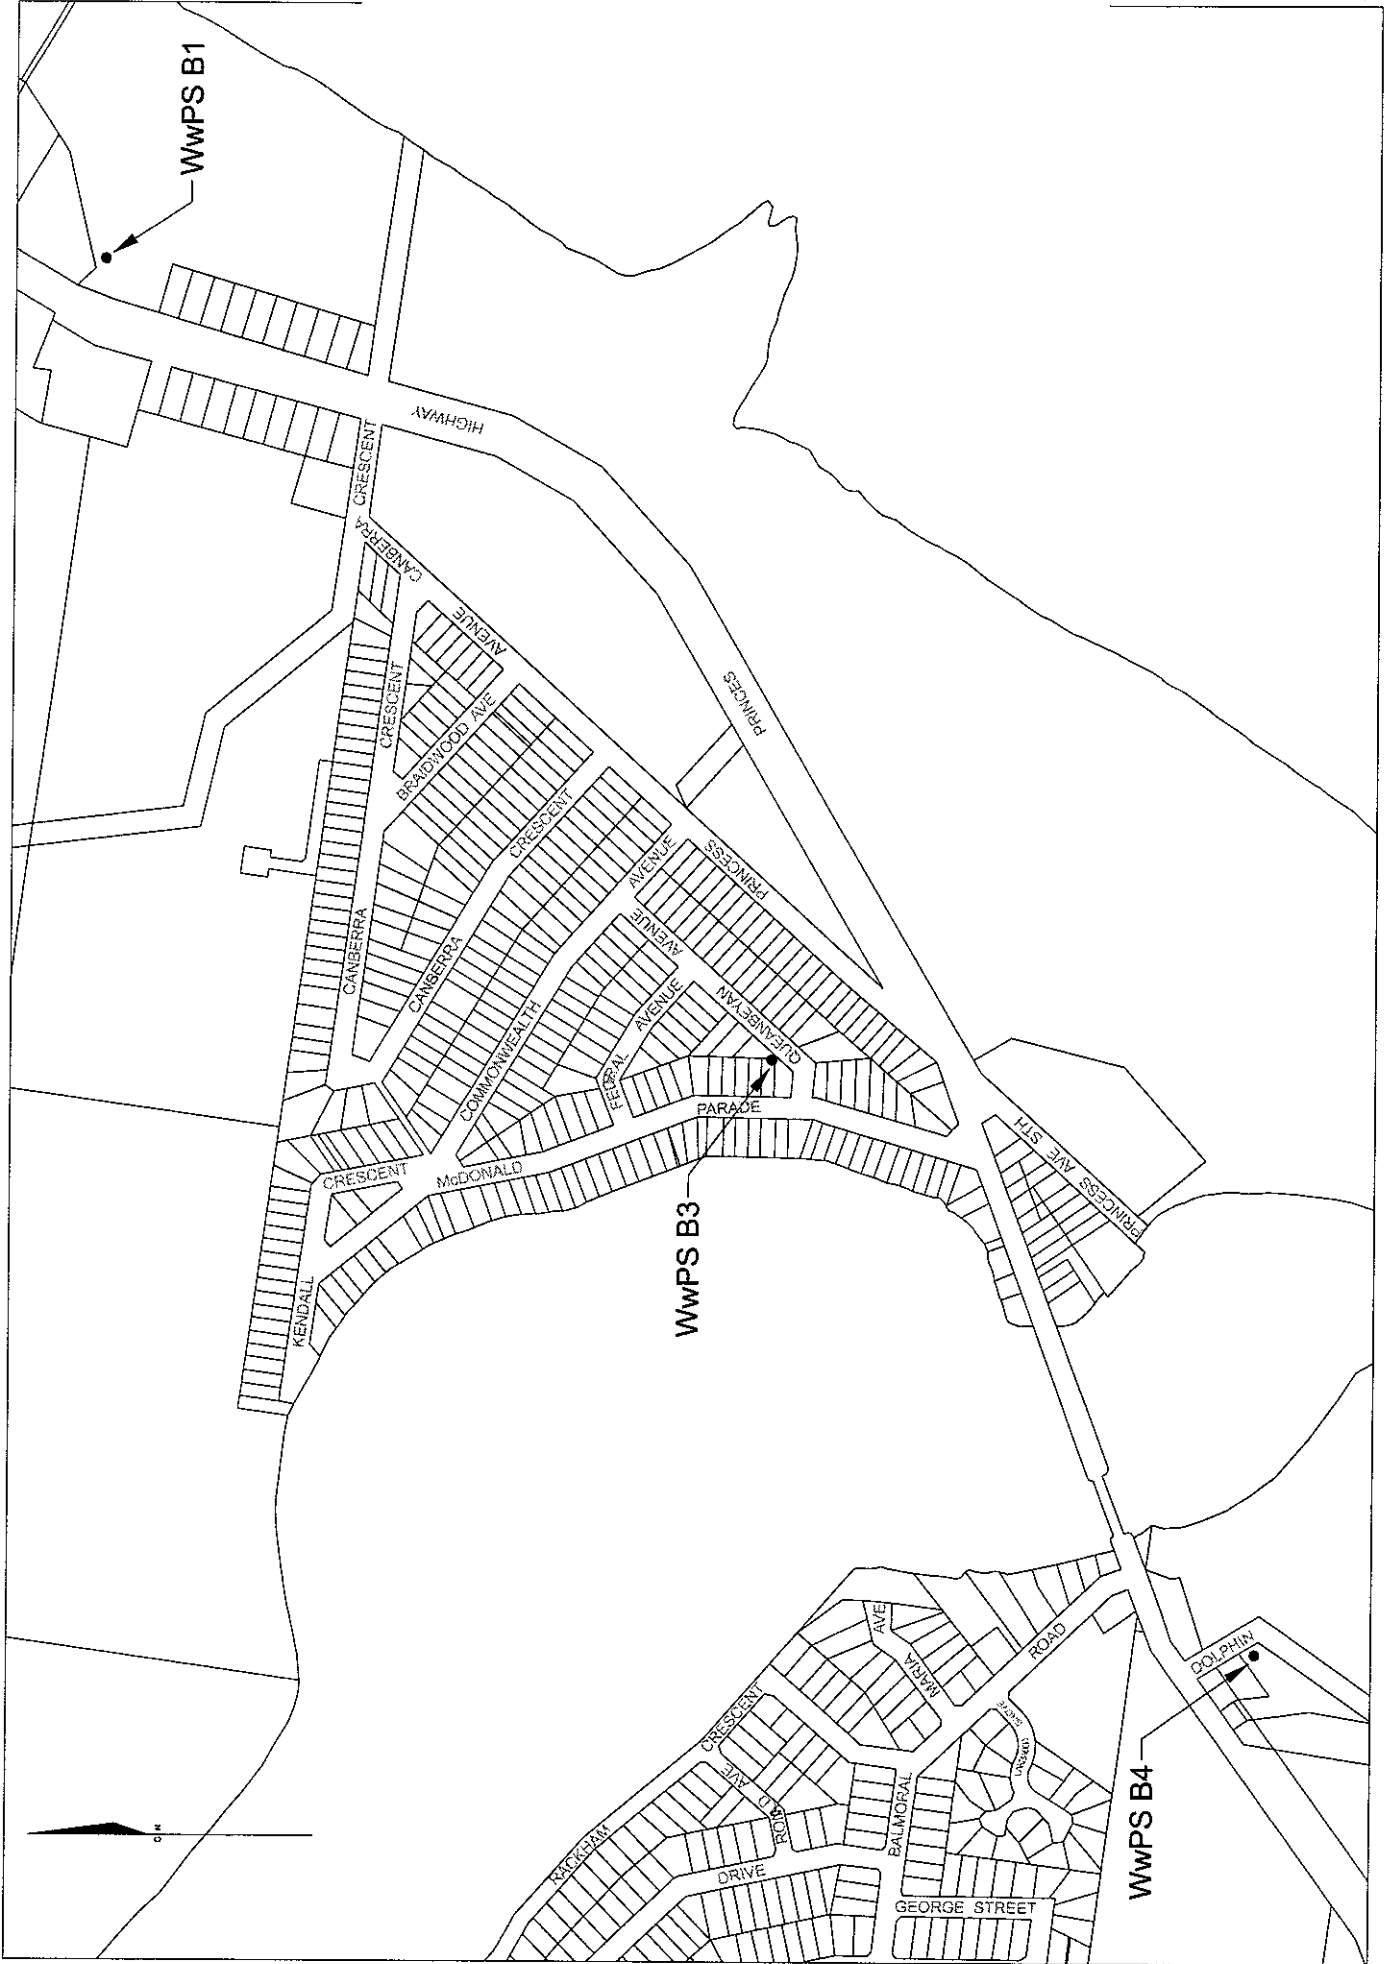 WwPS B1
HIGHWAY
CRESCENT
CANBERRA
AVENUE
CRESCENT
BRAIDWOOD AVE
PRINCES
CRESCENT
CANBERRA
CANBERRA
AVENUE
PRINCESS
AVENUE
COMMONWEALTH
AVENUE
FEDERAL
QUEANBEYAN
PARADE
McDONALD
CRESCENT
KENDALL
WwPS B3
PRINCESS AVE STH
AVE
MARIA
ROAD
DOLPHIN
CRESCENT
AVE
BALMORAL
RACKHAM
DRIVE
GEORGE STREET
WwPS B4